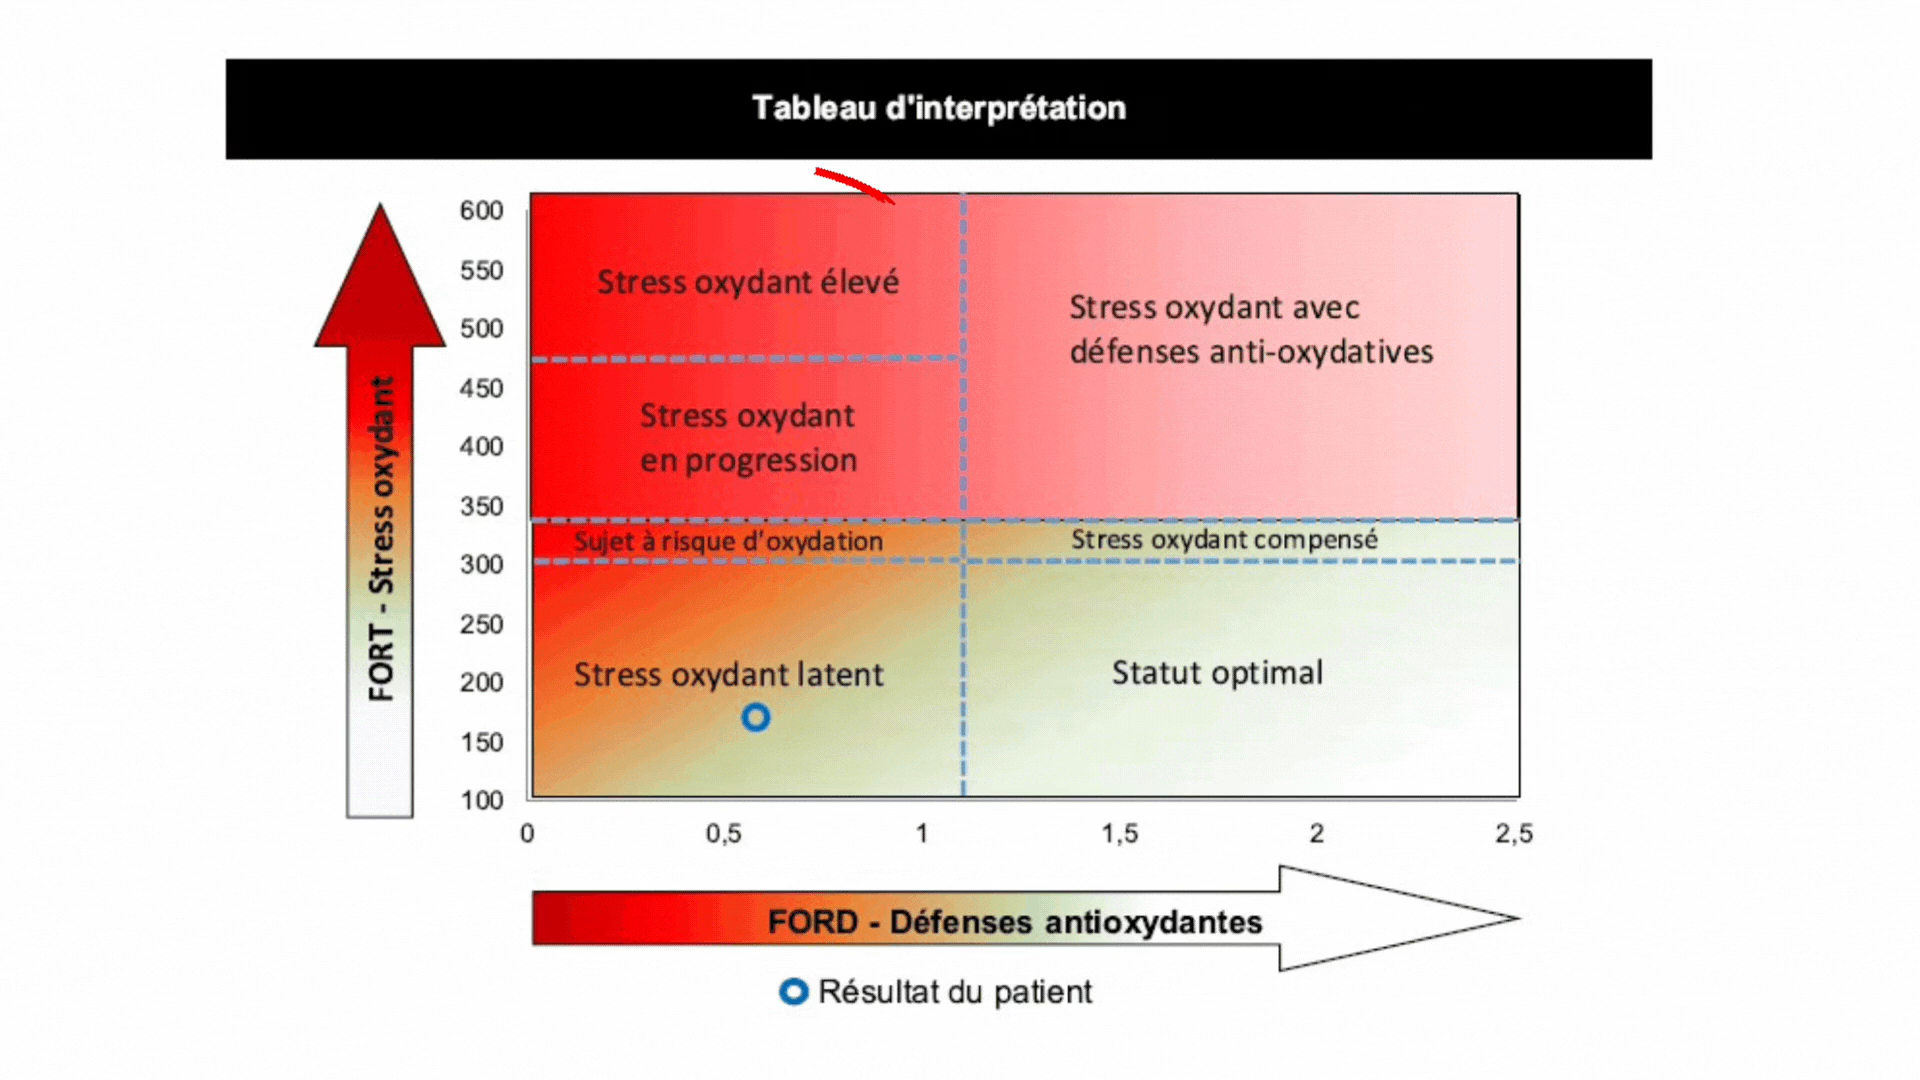 Tableau d'interprétation
600
550
500
450
400
350
300
250
200
150
100
FORT - Stress oxydant
Stress oxydant élevé
Stress oxydant avec
défenses anti-oxydatives
Stress oxydant
en progression
Sujet à risque d'oxydation
Stress oxydant compensé
Stress oxydant latent
Statut optimal
0 0,5 1 1,5 2 2,5
FORD - Défenses antioxydantes
Résultat du patient